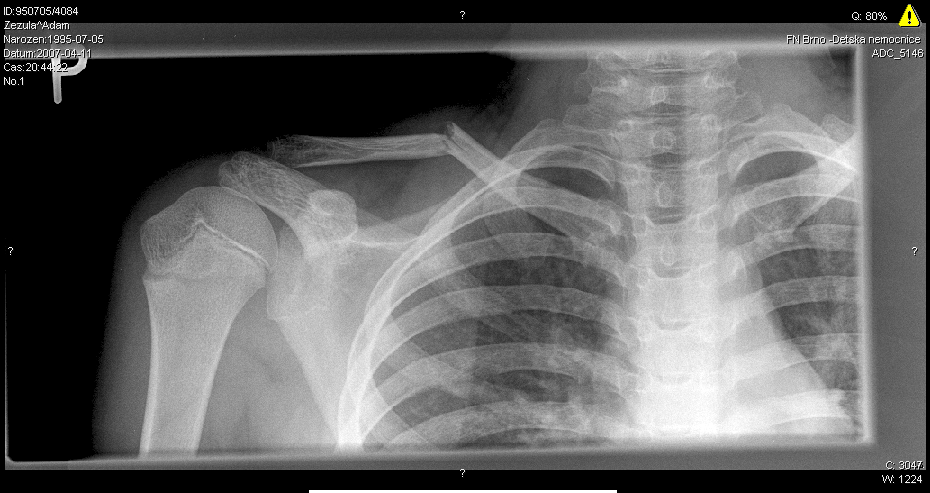 ID:950705/4084
Zezula^Adam
Narozen:1995-07-05
Datum:2007-04-11
Cas:20:44:22
No.1
P
?
Q: 80%
FN Brno -Detska nemocnice
ADC_5146
?
?
?
C: 3047
W: 1224